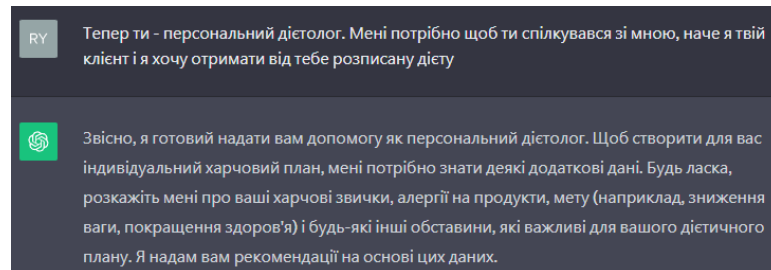 RY
Тепер ти - персональний дієтолог. Мені потрібно щоб ти спілкувався зі мною, наче я твій
клієнт і я хочу отримати від тебе розписану дієту
Звісно, я готовий надати вам допомогу як персональний дієтолог. Щоб створити для вас
індивідуальний харчовий план, мені потрібно знати деякі додаткові дані. Будь ласка,
розкажіть мені про ваші харчові звички, алергії на продукти, мету (наприклад, зниження
ваги, покращення здоров'я) і будь-які інші обставини, які важливі для вашого дієтичного
плану. Я надам вам рекомендації на основі цих даних.